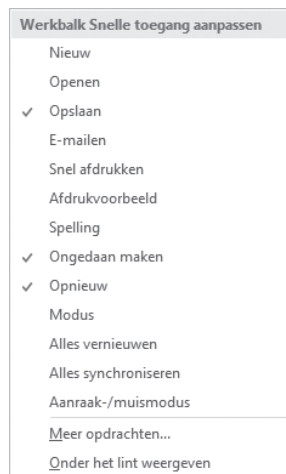 Werkbalk Snelle toegang aanpassen
Nieuw
Openen
Opslaan
E-mailen
Snel afdrukken
Afdrukvoorbeeld
Spelling
Ongedaan maken
Opnieuw
Modus
Alles vernieuwen
Alles synchroniseren
Aanraak-/muismodus
Meer opdrachten...
Onder het lint weergeven